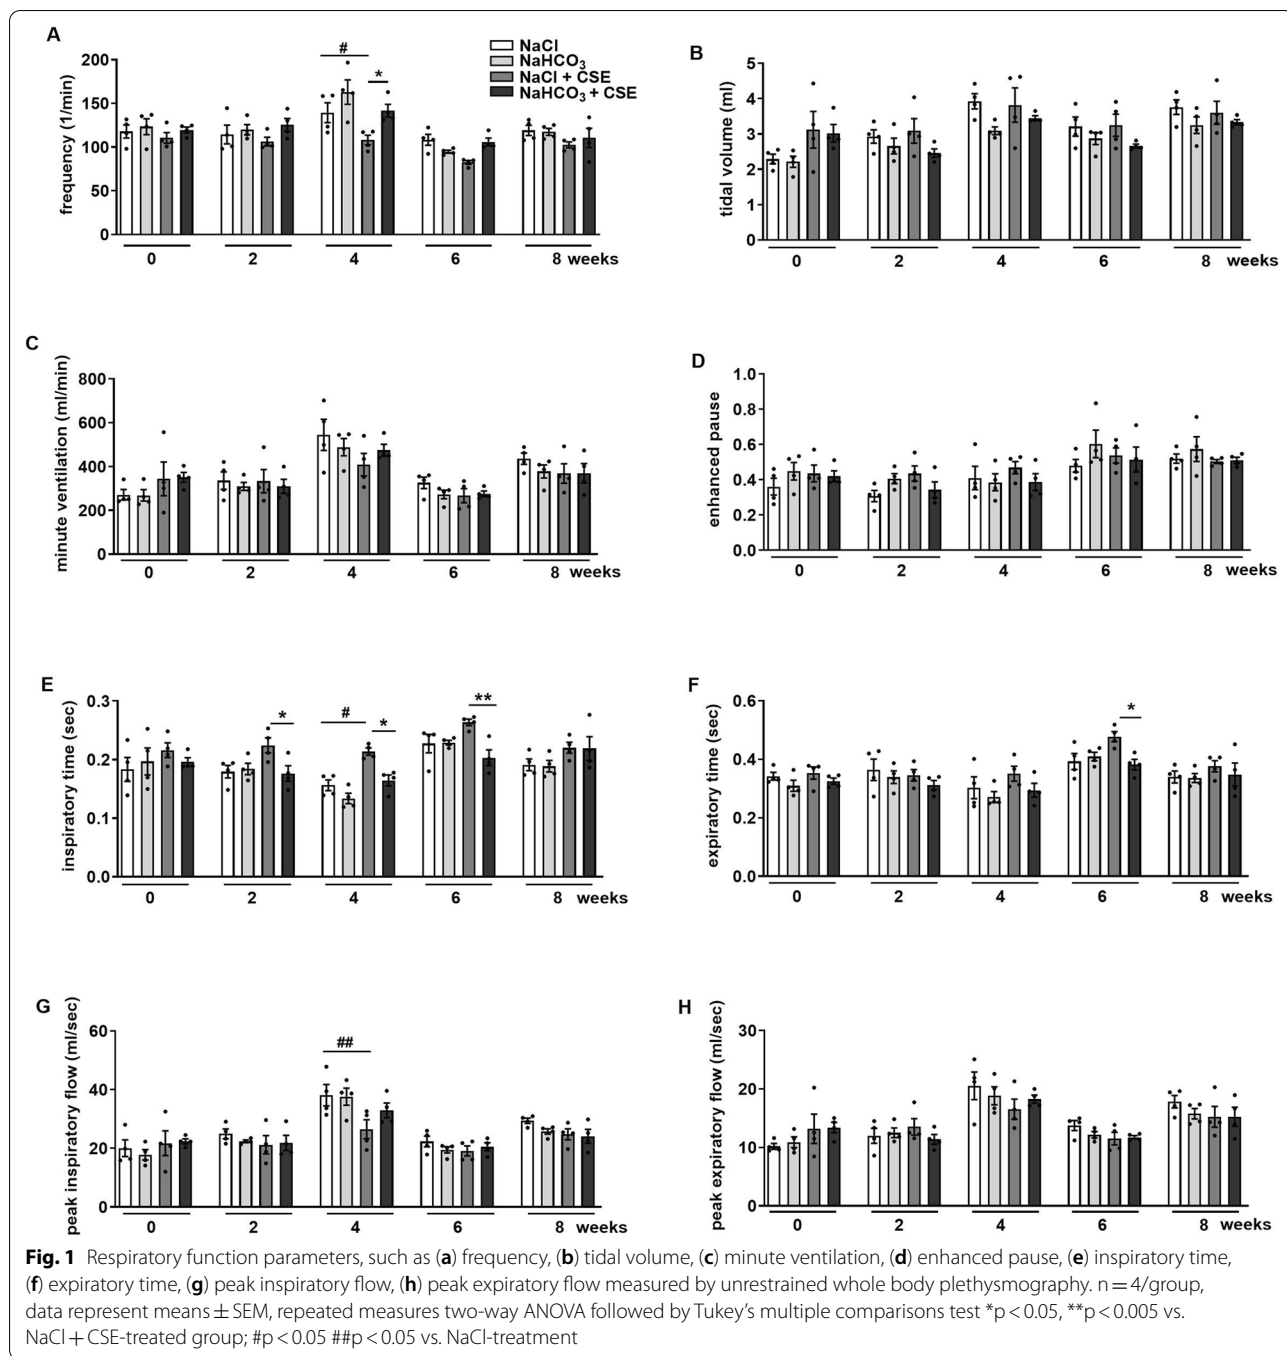 A
frequency (1/min)
200
150
100
50
0
#
*
NaCl
NaHCO₃
NaCl + CSE
NaHCO₃ + CSE
0 2 4 6 8 weeks
B
tidal volume (ml)
5
4
3
2
1
0
0 2 4 6 8 weeks
C
minute ventilation (ml/min)
800
600
400
200
0
0 2 4 6 8 weeks
D
enhanced pause
1.0
0.8
0.6
0.4
0.2
0.0
0 2 4 6 8 weeks
E
inspiratory time (sec)
0.3
0.2
0.1
0.0
*
#
*
**
0 2 4 6 8 weeks
F
expiratory time (sec)
0.6
0.4
0.2
0.0
*
0 2 4 6 8 weeks
G
peak inspiratory flow (ml/sec)
60
40
20
0
##
0 2 4 6 8 weeks
H
peak expiratory flow (ml/sec)
30
20
10
0
0 2 4 6 8 weeks
Fig. 1 Respiratory function parameters, such as (a) frequency, (b) tidal volume, (c) minute ventilation, (d) enhanced pause, (e) inspiratory time,
(f) expiratory time, (g) peak inspiratory flow, (h) peak expiratory flow measured by unrestrained whole body plethysmography. n = 4/group,
data represent means ± SEM, repeated measures two-way ANOVA followed by Tukey's multiple comparisons test *p < 0.05, **p < 0.005 vs.
NaCl + CSE-treated group; #p < 0.05 ##p < 0.05 vs. NaCl-treatment